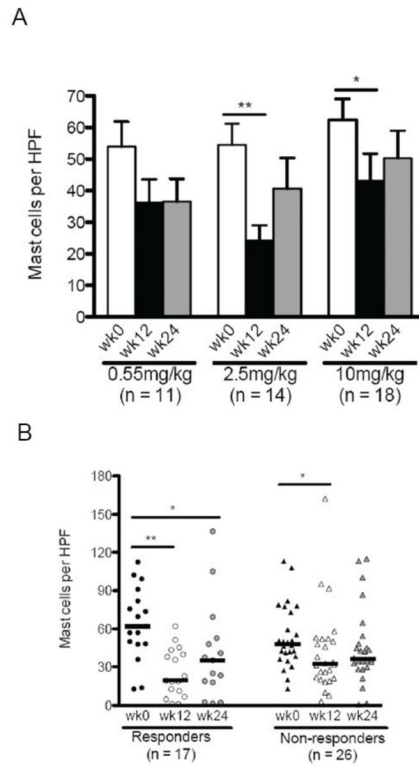 A
Mast cells per HPF
70
60
50
40
30
20
10
0
**
*
wk0 wk12 wk24 wk0 wk12 wk24 wk0 wk12 wk24
0.55mg/kg 2.5mg/kg 10mg/kg
(n = 11) (n = 14) (n = 18)
B
Mast cells per HPF
180
150
120
90
60
30
0
*
**
*
wk0 wk12 wk24 wk0 wk12 wk24
Responders Non-responders
(n = 17) (n = 26)